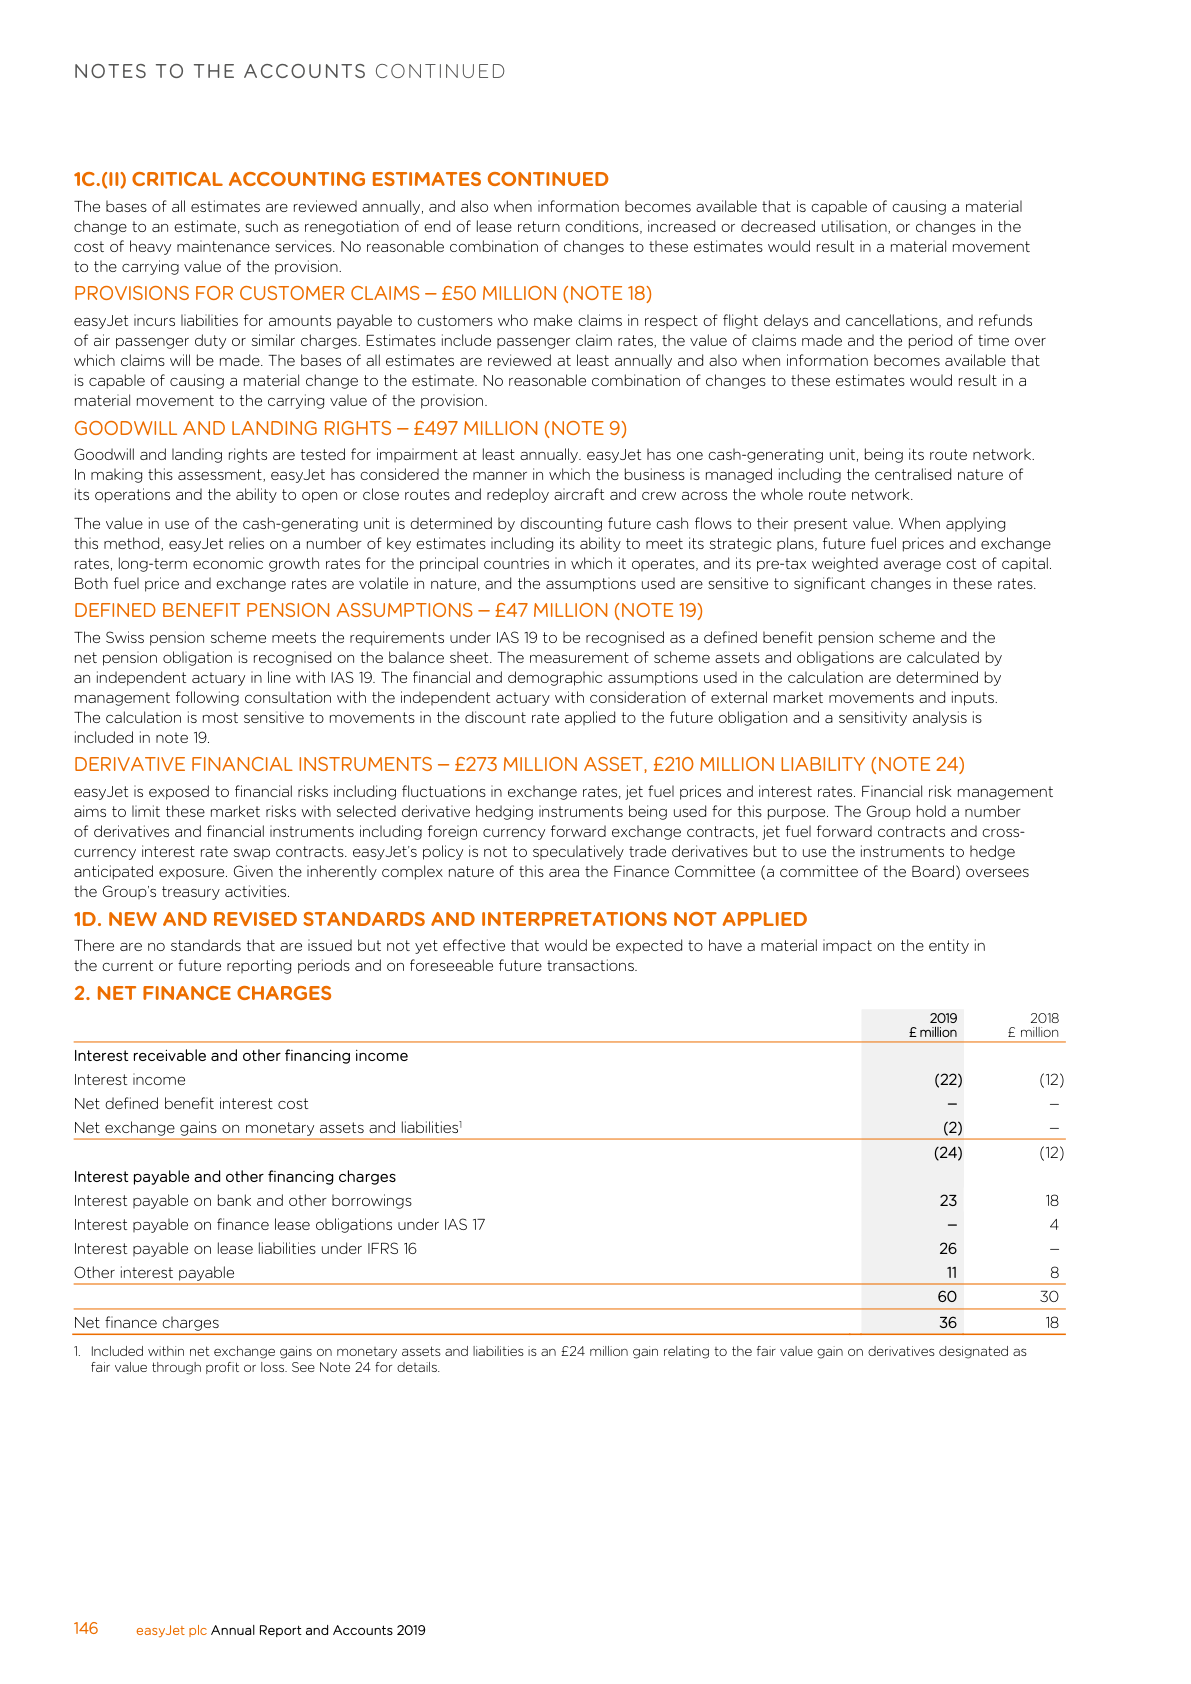 NOTES TO THE ACCOUNTS CONTINUED
1C.(II) CRITICAL ACCOUNTING ESTIMATES CONTINUED
The bases of all estimates are reviewed annually, and also when information becomes available that is capable of causing a material
change to an estimate, such as renegotiation of end of lease return conditions, increased or decreased utilisation, or changes in the
cost of heavy maintenance services. No reasonable combination of changes to these estimates would result in a material movement
to the carrying value of the provision.
PROVISIONS FOR CUSTOMER CLAIMS – £50 MILLION (NOTE 18)
easyJet incurs liabilities for amounts payable to customers who make claims in respect of flight delays and cancellations, and refunds
of air passenger duty or similar charges. Estimates include passenger claim rates, the value of claims made and the period of time over
which claims will be made. The bases of all estimates are reviewed at least annually and also when information becomes available that
is capable of causing a material change to the estimate. No reasonable combination of changes to these estimates would result in a
material movement to the carrying value of the provision.
GOODWILL AND LANDING RIGHTS – £497 MILLION (NOTE 9)
Goodwill and landing rights are tested for impairment at least annually. easyJet has one cash-generating unit, being its route network.
In making this assessment, easyJet has considered the manner in which the business is managed including the centralised nature of
its operations and the ability to open or close routes and redeploy aircraft and crew across the whole route network.
The value in use of the cash-generating unit is determined by discounting future cash flows to their present value. When applying
this method, easyJet relies on a number of key estimates including its ability to meet its strategic plans, future fuel prices and exchange
rates, long-term economic growth rates for the principal countries in which it operates, and its pre-tax weighted average cost of capital.
Both fuel price and exchange rates are volatile in nature, and the assumptions used are sensitive to significant changes in these rates.
DEFINED BENEFIT PENSION ASSUMPTIONS – £47 MILLION (NOTE 19)
The Swiss pension scheme meets the requirements under IAS 19 to be recognised as a defined benefit pension scheme and the
net pension obligation is recognised on the balance sheet. The measurement of scheme assets and obligations are calculated by
an independent actuary in line with IAS 19. The financial and demographic assumptions used in the calculation are determined by
management following consultation with the independent actuary with consideration of external market movements and inputs.
The calculation is most sensitive to movements in the discount rate applied to the future obligation and a sensitivity analysis is
included in note 19.
DERIVATIVE FINANCIAL INSTRUMENTS – £273 MILLION ASSET, £210 MILLION LIABILITY (NOTE 24)
easyJet is exposed to financial risks including fluctuations in exchange rates, jet fuel prices and interest rates. Financial risk management
aims to limit these market risks with selected derivative hedging instruments being used for this purpose. The Group hold a number
of derivatives and financial instruments including foreign currency forward exchange contracts, jet fuel forward contracts and cross-
currency interest rate swap contracts. easyJet's policy is not to speculatively trade derivatives but to use the instruments to hedge
anticipated exposure. Given the inherently complex nature of this area the Finance Committee (a committee of the Board) oversees
the Group's treasury activities.
1D. NEW AND REVISED STANDARDS AND INTERPRETATIONS NOT APPLIED
There are no standards that are issued but not yet effective that would be expected to have a material impact on the entity in
the current or future reporting periods and on foreseeable future transactions.
2. NET FINANCE CHARGES
2019 2018
£ million £ million
Interest receivable and other financing income
Interest income (22) (12)
Net defined benefit interest cost – –
Net exchange gains on monetary assets and liabilities1 (2) –
(24) (12)
Interest payable and other financing charges
Interest payable on bank and other borrowings 23 18
Interest payable on finance lease obligations under IAS 17 – 4
Interest payable on lease liabilities under IFRS 16 26 –
Other interest payable 11 8
60 30
Net finance charges 36 18
1. Included within net exchange gains on monetary assets and liabilities is an £24 million gain relating to the fair value gain on derivatives designated as
fair value through profit or loss. See Note 24 for details.
146 easyJet plc Annual Report and Accounts 2019